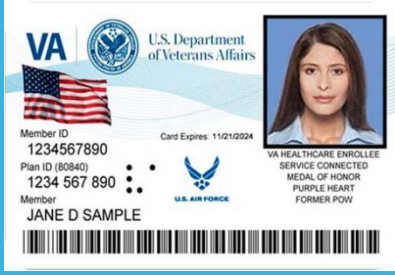 VA
U.S. Department
of Veterans Affairs
Member ID
1234567890
Card Expires: 11/21/2024
Plan ID (80840)
1234 567 890
U.S. AIR FORCE
Member
JANE D SAMPLE
VA HEALTHCARE ENROLLEE
SERVICE CONNECTED
MEDAL OF HONOR
PURPLE HEART
FORMER POW